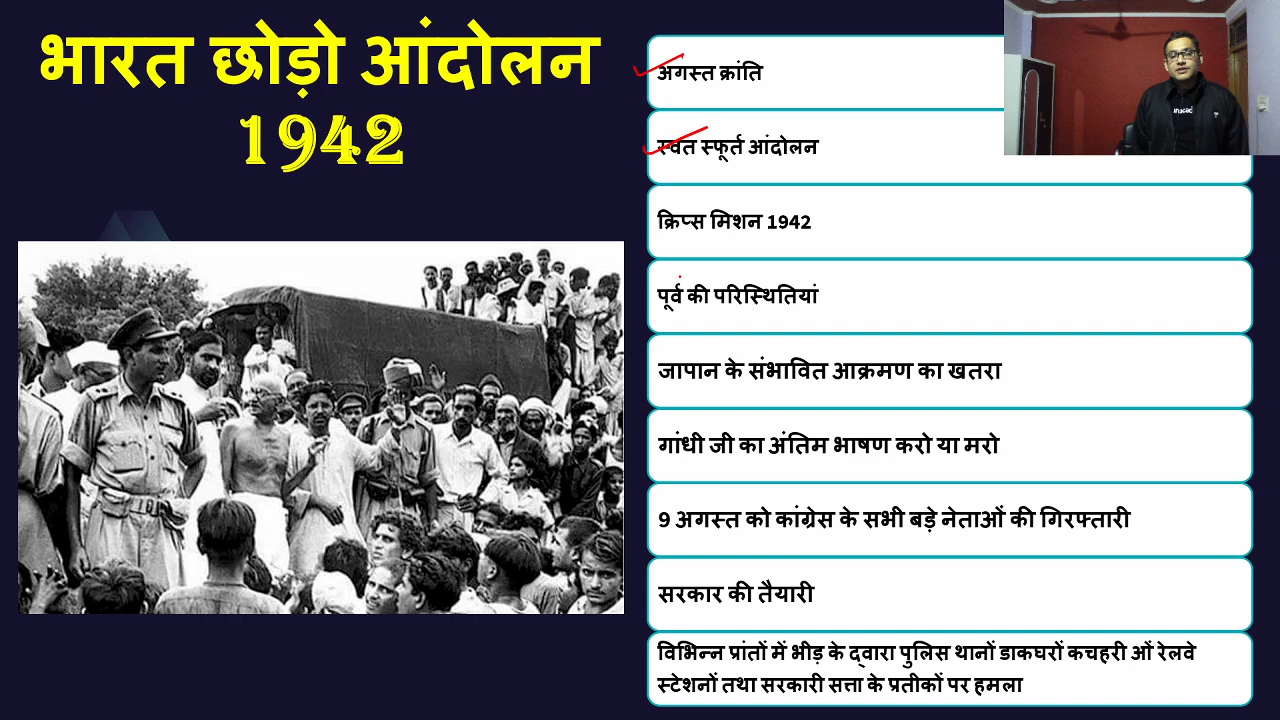 भारत छोड़ो आंदोलन
1942
अगस्त क्रांति
स्वत स्फूर्त आंदोलन
क्रिप्स मिशन 1942
पूर्व की परिस्थितियां
जापान के संभावित आक्रमण का खतरा
गांधी जी का अंतिम भाषण करो या मरो
9 अगस्त को कांग्रेस के सभी बड़े नेताओं की गिरफ्तारी
सरकार की तैयारी
विभिन्न प्रांतों में भीड़ के द्वारा पुलिस थानों डाकघरों कचहरी ओं रेलवे
स्टेशनों तथा सरकारी सत्ता के प्रतीकों पर हमला